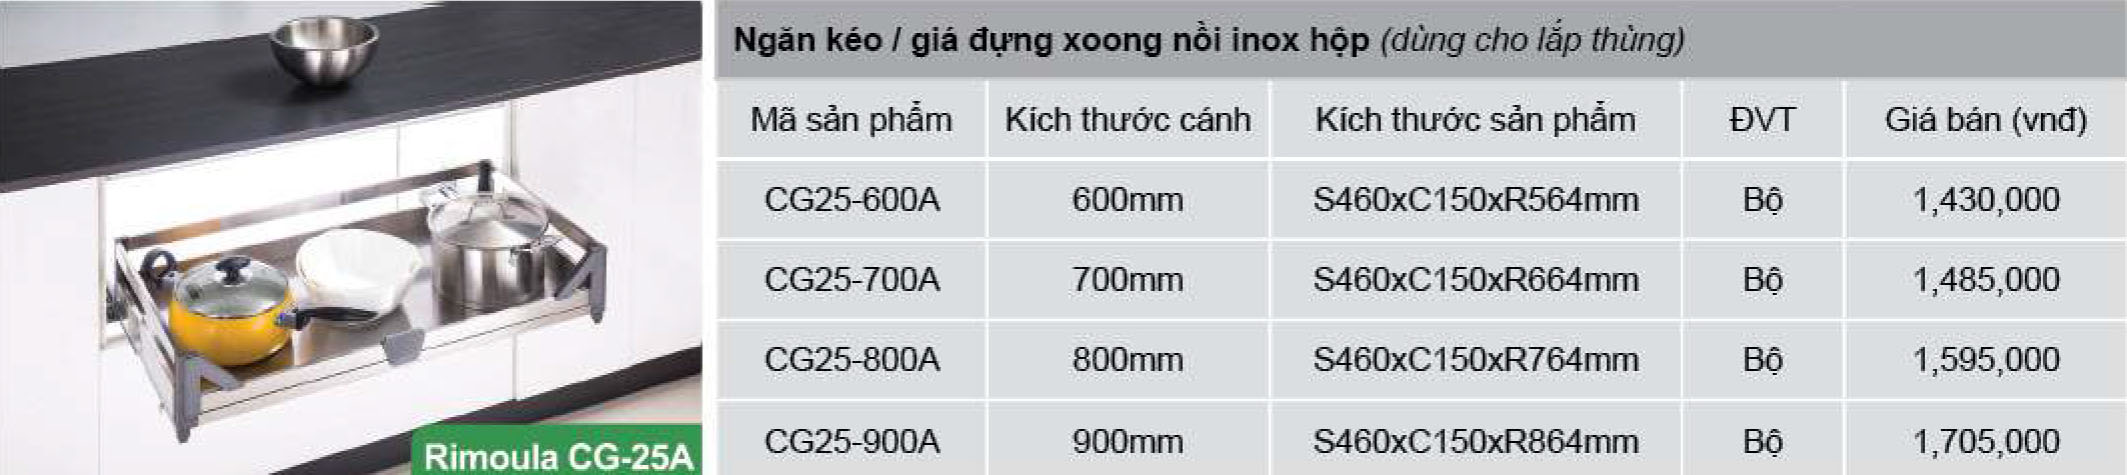 Rimoula CG-25A
Ngăn kéo / giá đựng xoong nồi inox hộp (dùng cho lắp thùng)
Mã sản phẩm Kích thước cánh Kích thước sản phẩm ĐVT Giá bán (vnđ)
CG25-600A 600mm S460xC150xR564mm Bộ 1,430,000
CG25-700A 700mm S460xC150xR664mm Bộ 1,485,000
CG25-800A 800mm S460xC150xR764mm Bộ 1,595,000
CG25-900A 900mm S460xC150xR864mm Bộ 1,705,000